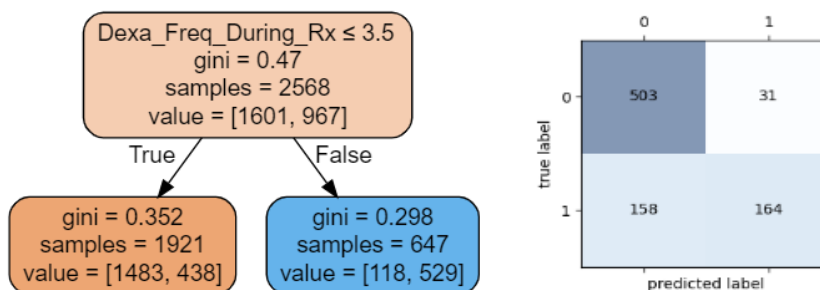 Dexa_Freq_During_Rx ≤ 3.5
gini = 0.47
samples = 2568
value = [1601, 967]
True
False
gini = 0.352
samples = 1921
value = [1483, 438]
gini = 0.298
samples = 647
value = [118, 529]
0 1
0 503 31
true label
1 158 164
predicted label